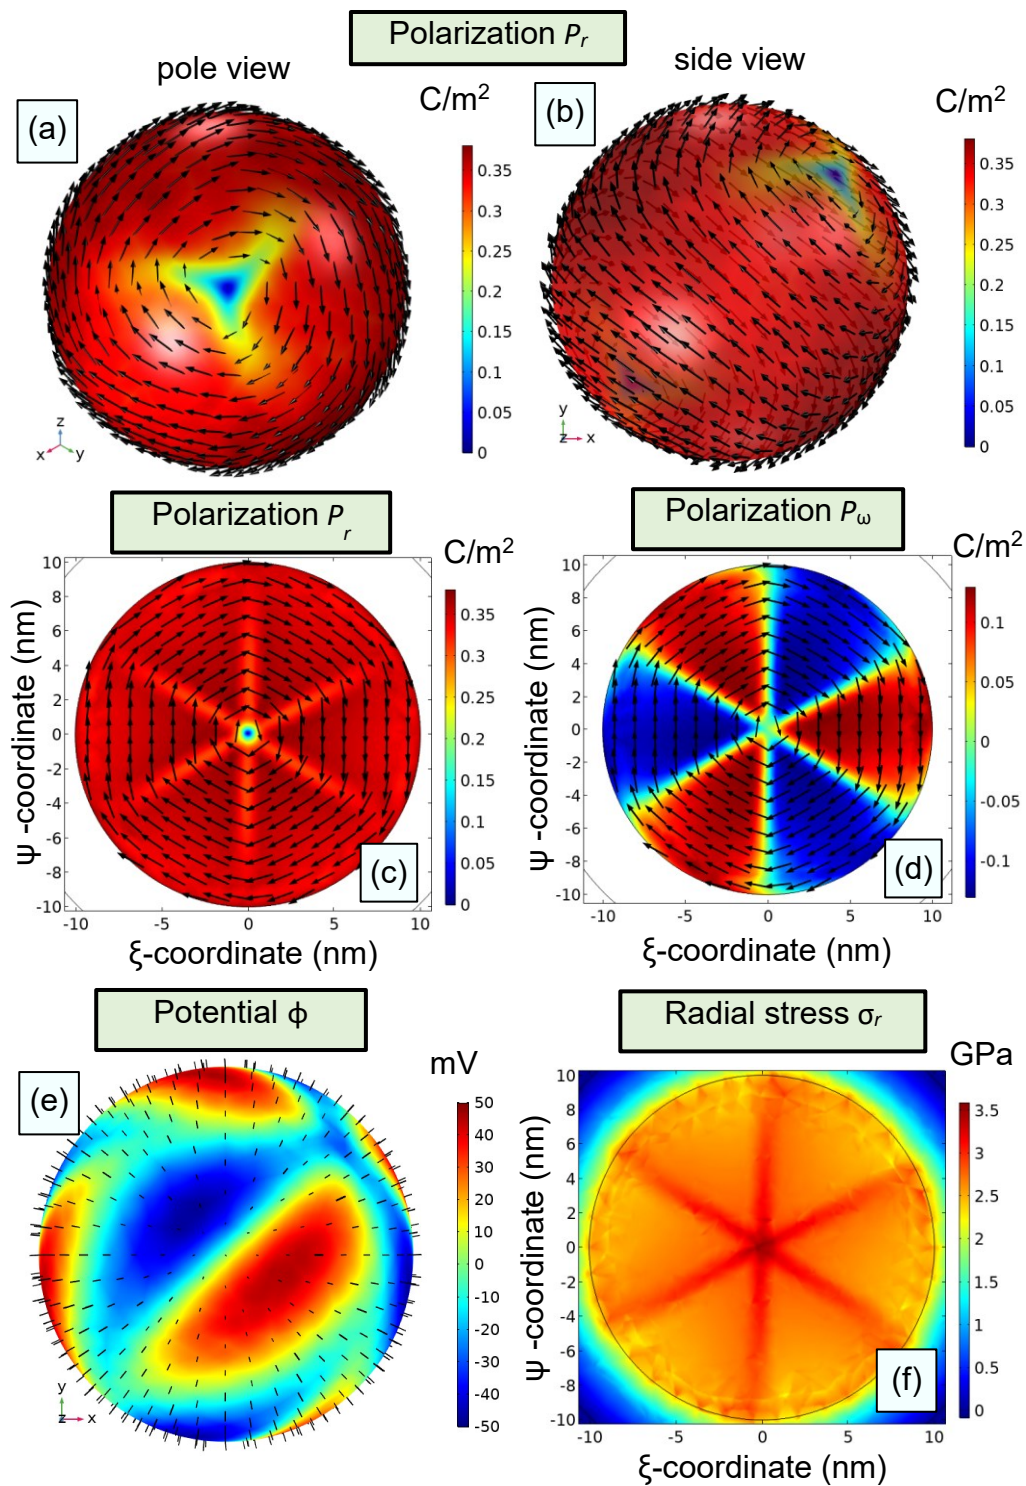 Polarization Pr
pole view
side view
(a)
C/m2
0.35
0.3
0.25
0.2
0.15
0.1
0.05
0
z
x
y
(b)
C/m2
0.35
0.3
0.25
0.2
0.15
0.1
0.05
0
y
z
x
Polarization Pr
C/m2
10
8
6
4
2
0
-2
-4
-6
-8
-10
-10
-5
0
5
10
ψ -coordinate (nm)
ξ-coordinate (nm)
(c)
0.35
0.3
0.25
0.2
0.15
0.1
0.05
0
Polarization Pω
C/m2
10
8
6
4
2
0
-2
-4
-6
-8
-10
-10
-5
0
5
10
ψ -coordinate (nm)
ξ-coordinate (nm)
(d)
0.1
0.05
0
-0.05
-0.1
Potential ϕ
mV
(e)
50
40
30
20
10
0
-10
-20
-30
-40
-50
y
z
x
Radial stress σr
GPa
10
8
6
4
2
0
-2
-4
-6
-8
-10
-10
-5
0
5
10
ψ -coordinate (nm)
ξ-coordinate (nm)
(f)
3.5
3
2.5
2
1.5
1
0.5
0